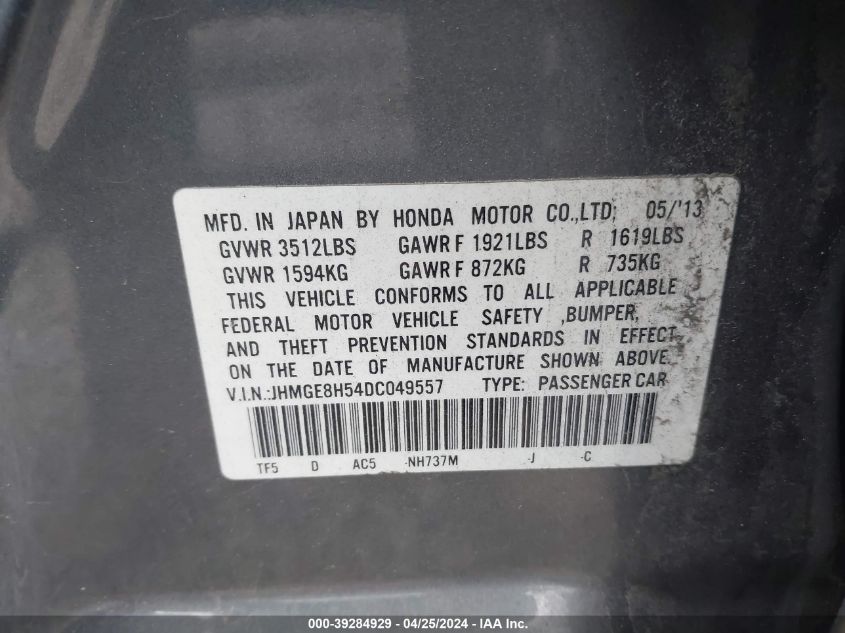 MFD. IN JAPAN BY HONDA MOTOR CO.,LTD; 05/'13
GVWR 3512LBS GAWR F 1921LBS R 1619LBS
GVWR 1594KG GAWR F 872KG R 735KG
THIS VEHICLE CONFORMS TO ALL APPLICABLE
FEDERAL MOTOR VEHICLE SAFETY ,BUMPER,
AND THEFT PREVENTION STANDARDS IN EFFECT
ON THE DATE OF MANUFACTURE SHOWN ABOVE.
V.I.N.:JHMGE8H54DC049557 TYPE: PASSENGER CAR
TF5 D AC5 -NH737M -J -C
000-39284929 - 04/25/2024 - IAA Inc.